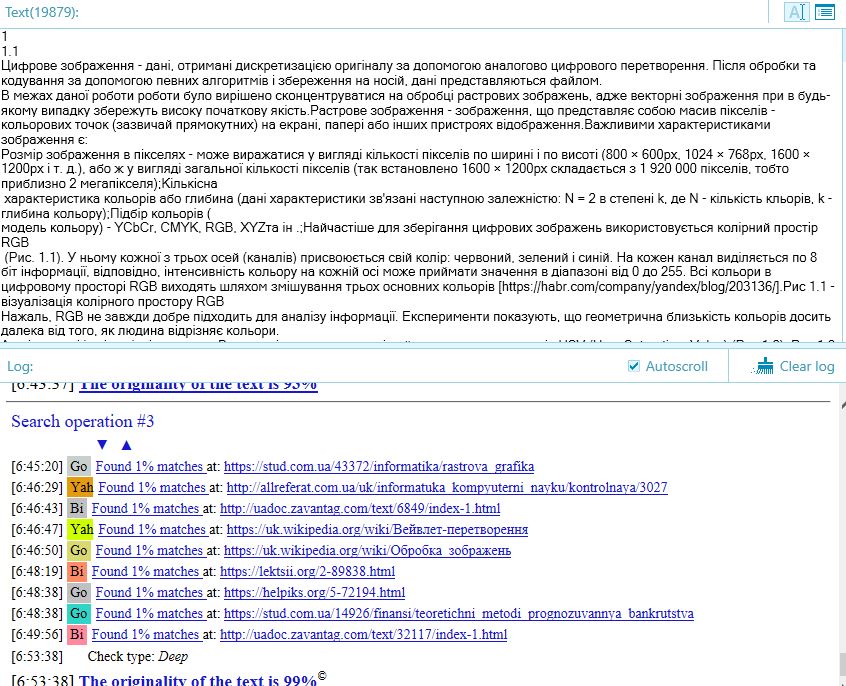 Text(19879):
A
Цифрове зображення - дані, отримані дискретизацією оригіналу за допомогою аналогово цифрового перетворення. Після обробки та
кодування за допомогою певних алгоритмів і збереження на носій, дані представляються файлом.
В межах даної роботи роботи було вирішено сконцентруватися на обробці растрових зображень, адже векторні зображення при в будь-
якому випадку збережуть високу початкову якість.Растрове зображення - зображення, що представляє собою масив пікселів -
кольорових точок (зазвичай прямокутних) на екрані, папері або інших пристроях відображення.Важливими характеристиками
зображення є:
Розмір зображення в пікселях - може виражатися у вигляді кількості пікселів по ширині і по висоті (800 × 600px, 1024 × 768px, 1600 ×
1200px і т. д.), або ж у вигляді загальної кількості пікселів (так встановлено 1600 × 1200px складається з 1 920 000 пікселів, тобто
приблизно 2 мегапікселя);Кількісна
характеристика кольорів або глибина (дані характеристики зв'язані наступною залежністю: N = 2 в степені k, де N - кількість кльорів, k -
глибина кольору);Підбір кольорів (
модель кольору) - YCbCr, CMYK, RGB, XYZта ін .;Найчастіше для зберігання цифрових зображень використовується колірний простір
RGB
(Рис. 1.1). У ньому кожної з трьох осей (каналів) присвоюється свій колір: червоний, зелений і синій. На кожен канал виділяється по 8
біт інформації, відповідно, інтенсивність кольору на кожній осі може приймати значення в діапазоні від 0 до 255. Всі кольори в
цифровому просторі RGB виходять шляхом змішування трьох основних кольорів [https://habr.com/company/yandex/blog/203136/].Рис 1.1 -
візуалізація колірного простору RGB
Нажаль, RGB не завжди добре підходить для аналізу інформації. Експерименти показують, що геометрична близькість кольорів досить
далека від того, як людина відрізняє кольори.
Log: Autoscroll Clear log
[6:43:37] The originality of the text is 95%
Search operation #3
▼ ▲
[6:45:20] Go Found 1% matches at: https://stud.com.ua/43372/informatika/rastrova_grafika
[6:46:29] Yah Found 1% matches at: http://allreferat.com.ua/uk/informatuka_kompyuterni_nayku/kontrolnaya/3027
[6:46:43] Bi Found 1% matches at: http://uadoc.zavantag.com/text/6849/index-1.html
[6:46:47] Yah Found 1% matches at: https://uk.wikipedia.org/wiki/Вейвлет-перетворення
[6:46:50] Go Found 1% matches at: https://uk.wikipedia.org/wiki/Обробка_зображень
[6:48:19] Bi Found 1% matches at: https://lektsii.org/2-89838.html
[6:48:38] Go Found 1% matches at: https://helpiks.org/5-72194.html
[6:48:38] Go Found 1% matches at: https://stud.com.ua/14926/finansi/teoretichni_metodi_prognozuvannya_bankrutstva
[6:49:56] Bi Found 1% matches at: http://uadoc.zavantag.com/text/32117/index-1.html
[6:53:38] Check type: Deep
[6:53:38] The originality of the text is 99%©